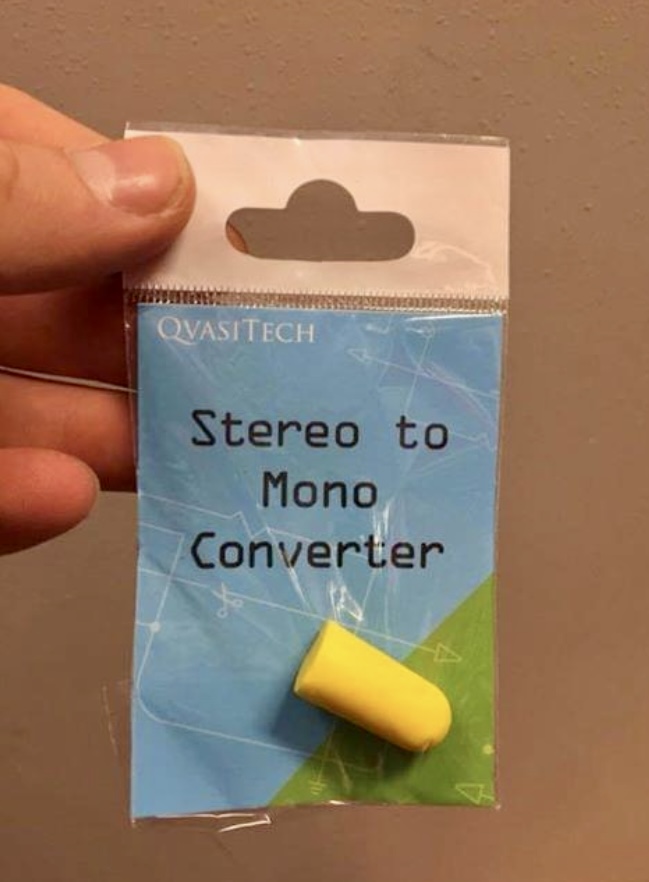 QVASITECH
Stereo to
Mono
Converter